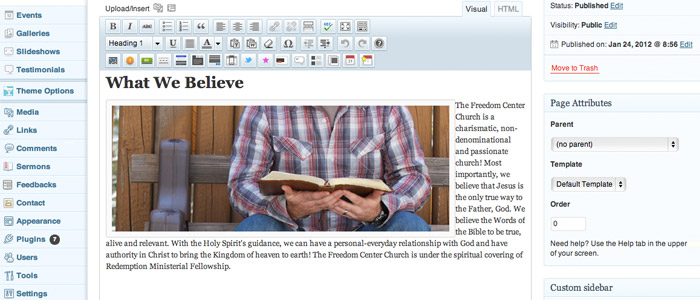 Events
Galleries
Slideshows
Testimonials
Theme Options
Media
Links
Comments
Sermons
Feedbacks
Contact
Appearance
Plugins 7
Users
Tools
Settings
Upload/Insert
Visual HTML
B I ABC
Heading 1 U A
What We Believe
The Freedom Center
Church is a
charismatic, non-
denominational
and passionate
church! Most
importantly, we
believe that Jesus is
the only true way to
the Father, God. We
believe the Words of
the Bible to be true,
alive and relevant. With the Holy Spirit's guidance, we can have a personal-everyday relationship with God and have
authority in Christ to bring the Kingdom of heaven to earth! The Freedom Center Church is under the spiritual covering of
Redemption Ministerial Fellowship.
Status: Published Edit
Visibility: Public Edit
Published on: Jan 24, 2012 @ 8:56 Edit
Move to Trash
Page Attributes
Parent
(no parent)
Template
Default Template
Order
0
Need help? Use the Help tab in the upper
of your screen.
Custom sidebar